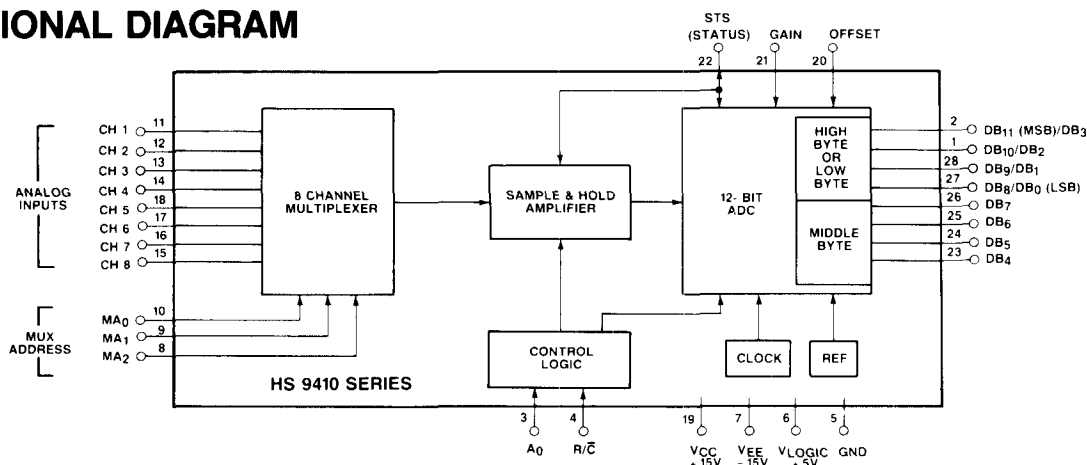 IONAL DIAGRAM
STS
(STATUS) GAIN OFFSET
22 21 20
CH 1 11
CH 2 12
CH 3 13
CH 4 14
CH 5 18
CH 6 17
CH 7 16
CH 8 15
ANALOG
INPUTS
MA0 10
MA1 9
MA2 8
MUX
ADDRESS
8 CHANNEL
MULTIPLEXER
SAMPLE & HOLD
AMPLIFIER
12- BIT
ADC
HIGH
BYTE
OR
LOW
BYTE
MIDDLE
BYTE
2 DB11 (MSB)/DB3
1 DB10/DB2
28 DB9/DB1
27 DB8/DB0 (LSB)
26 DB7
25 DB6
24 DB5
23 DB4
CONTROL
LOGIC
CLOCK
REF
HS 9410 SERIES
3 4 19 7 6 5
A0 R/C̅ VCC VEE VLOGIC GND
+15V -15V +5V